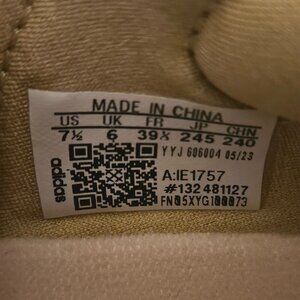 MADE IN CHINA
US UK FR JP CHN
7½ 6 39⅓ 245 240
YYJ 606004 05/23
adidas
A:IE1757
#132481127
FN05XYG100073